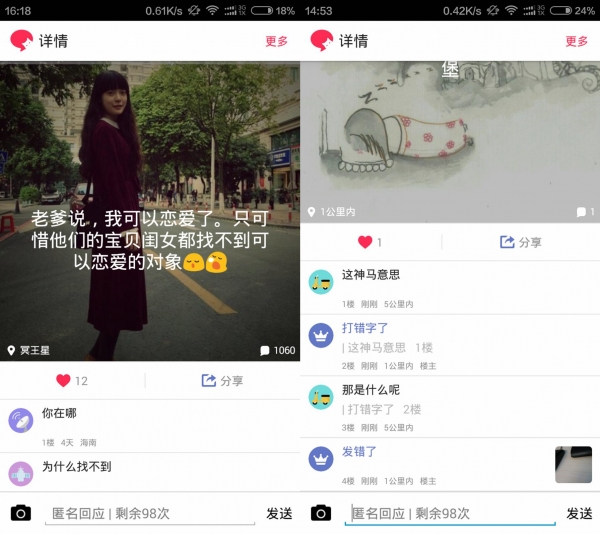 16:18
0.61K/s
3G
1X
18%
详情
更多
老爹说，我可以恋爱了。只可
惜他们的宝贝闺女都找不到可
以恋爱的对象
冥王星
1060
12
分享
你在哪
1楼 4天 海南
为什么找不到
匿名回应 | 剩余98次
发送
14:53
0.42K/s
3G
1X
24%
详情
更多
堡
1公里内
1
1
分享
这神马意思
1楼 刚刚 5公里内
打错字了
| 这神马意思 1楼
2楼 刚刚 1公里内 楼主
那是什么呢
| 打错字了 2楼
3楼 刚刚 5公里内
发错了
4楼 刚刚 1公里内 楼主
匿名回应 | 剩余98次
发送